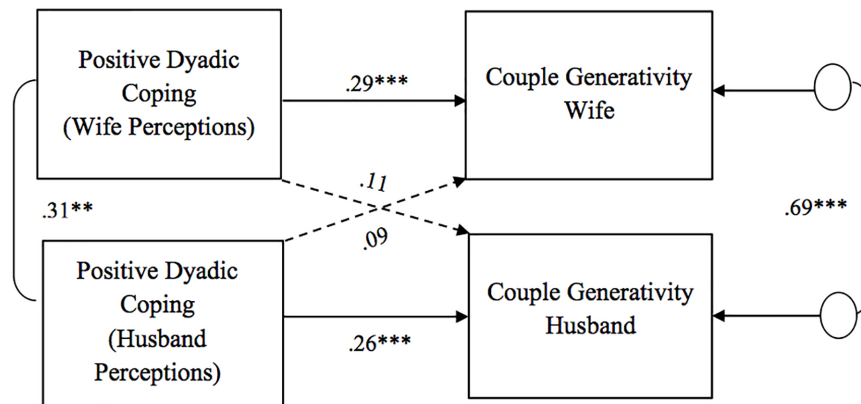 Positive Dyadic
Coping
(Wife Perceptions)
.29***
Couple Generativity
Wife
.31**
.11
.09
.69***
Positive Dyadic
Coping
(Husband
Perceptions)
.26***
Couple Generativity
Husband